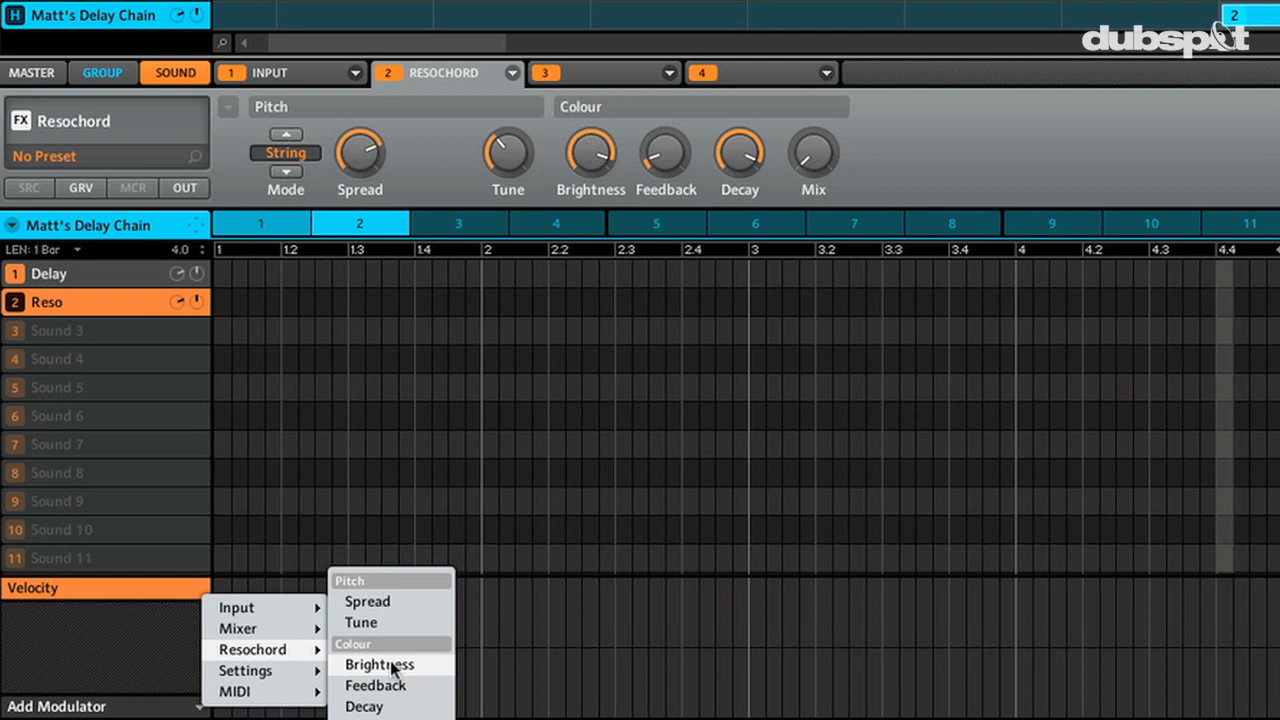 H Matt's Delay Chain 2
dubspot
MASTER GROUP SOUND 1 INPUT 2 RESOCHORD 3 4
FX Resochord Pitch Colour
No Preset String
SRC GRV MCR OUT Mode Spread Tune Brightness Feedback Decay Mix
Matt's Delay Chain 1 2 3 4 5 6 7 8 9 10 11
LEN: 1 Bar 4.0 1 1.2 1.3 1.4 2 2.2 2.3 2.4 3 3.2 3.3 3.4 4 4.2 4.3 4.4
1 Delay
2 Reso
3 Sound 3
4 Sound 4
5 Sound 5
6 Sound 6
7 Sound 7
8 Sound 8
9 Sound 9
10 Sound 10
11 Sound 11
Velocity
Add Modulator
Input
Mixer
Resochord
Settings
MIDI
Pitch
Spread
Tune
Colour
Brightness
Feedback
Decay